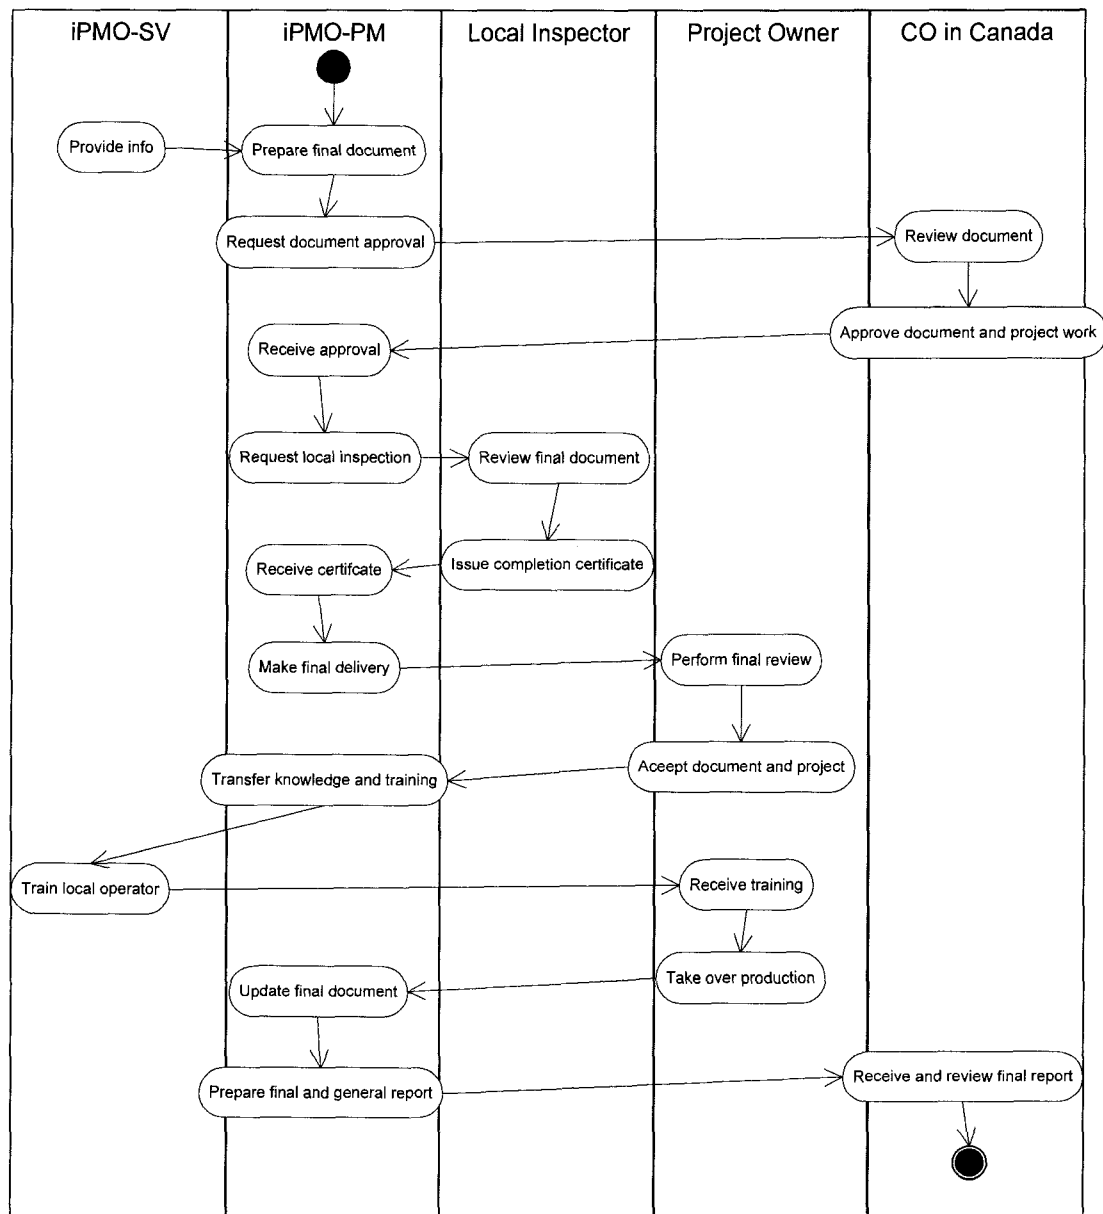 iPMO-SV
iPMO-PM
Local Inspector
Project Owner
CO in Canada
Provide info
Prepare final document
Request document approval
Review document
Approve document and project work
Receive approval
Request local inspection
Review final document
Issue completion certificate
Receive certifcate
Make final delivery
Perform final review
Aceept document and project
Transfer knowledge and training
Train local operator
Receive training
Take over production
Update final document
Prepare final and general report
Receive and review final report